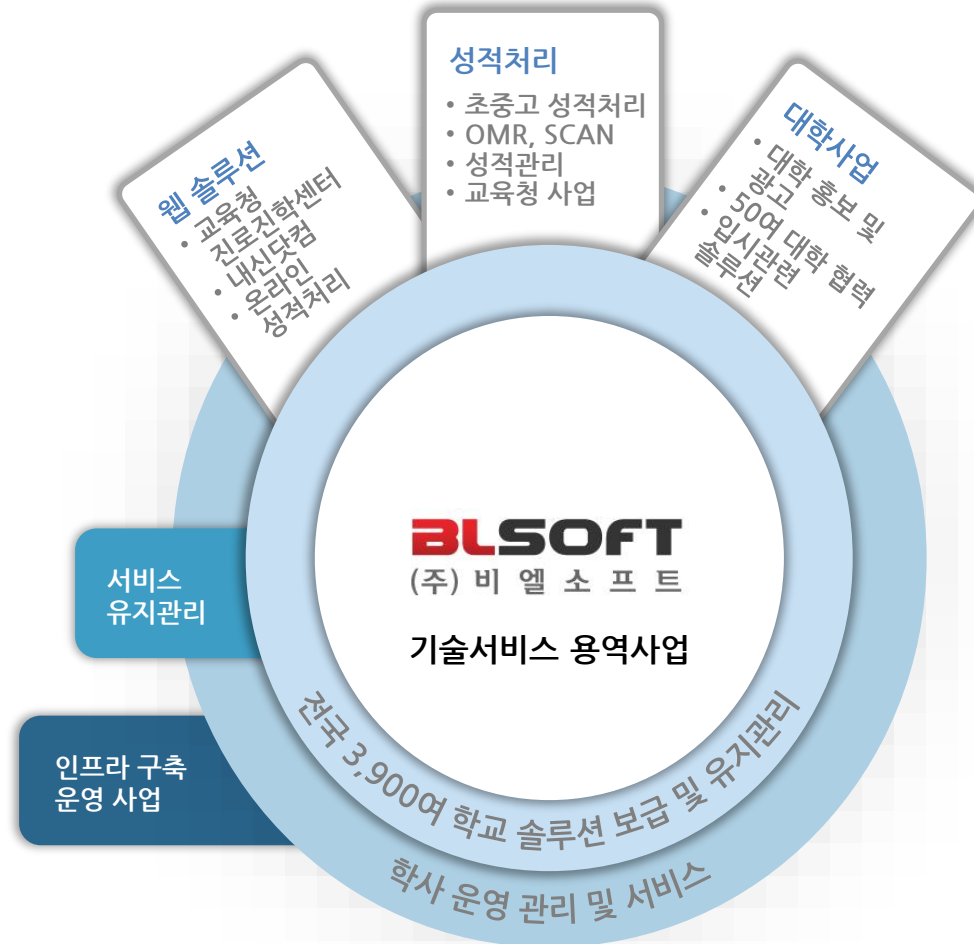 성적처리
• 초중고 성적처리
• OMR, SCAN
• 성적관리
• 교육청 사업
웹 솔루션
• 교육청
진로진학센터
• 내신닷컴
• 온라인
성적처리
대학사업
• 대학 홍보 및
광고
• 50여 대학 협력
• 입시관련
솔루션
BLSOFT
(주) 비 엘 소 프 트
기술서비스 용역사업
서비스
유지관리
인프라 구축
운영 사업
전국 3,900여 학교 솔루션 보급 및 유지관리
학사 운영 관리 및 서비스